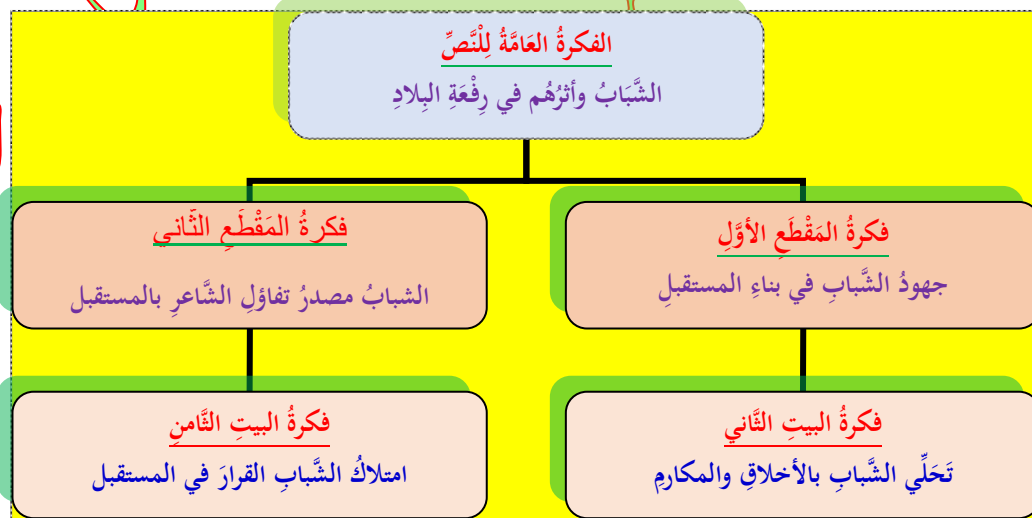 الفكرةُ العَامَّةُ لِلْنَّصِّ
الشَّبَابُ وأثرُهُم في رِفْعَةِ البِلادِ
فكرةُ المَقْطَعِ الأوَّلِ
جهودُ الشَّبابِ في بناءِ المستقبلِ
فكرةُ المَقْطَعِ الثَّاني
الشبابُ مصدرُ تفاؤلِ الشَّاعرِ بالمستقبل
فكرةُ البيتِ الثَّاني
تَحَلِّي الشَّبابِ بالأخلاقِ والمكارمِ
فكرةُ البيتِ الثَّامنِ
امتلاكُ الشَّبابِ القرارَ في المستقبل